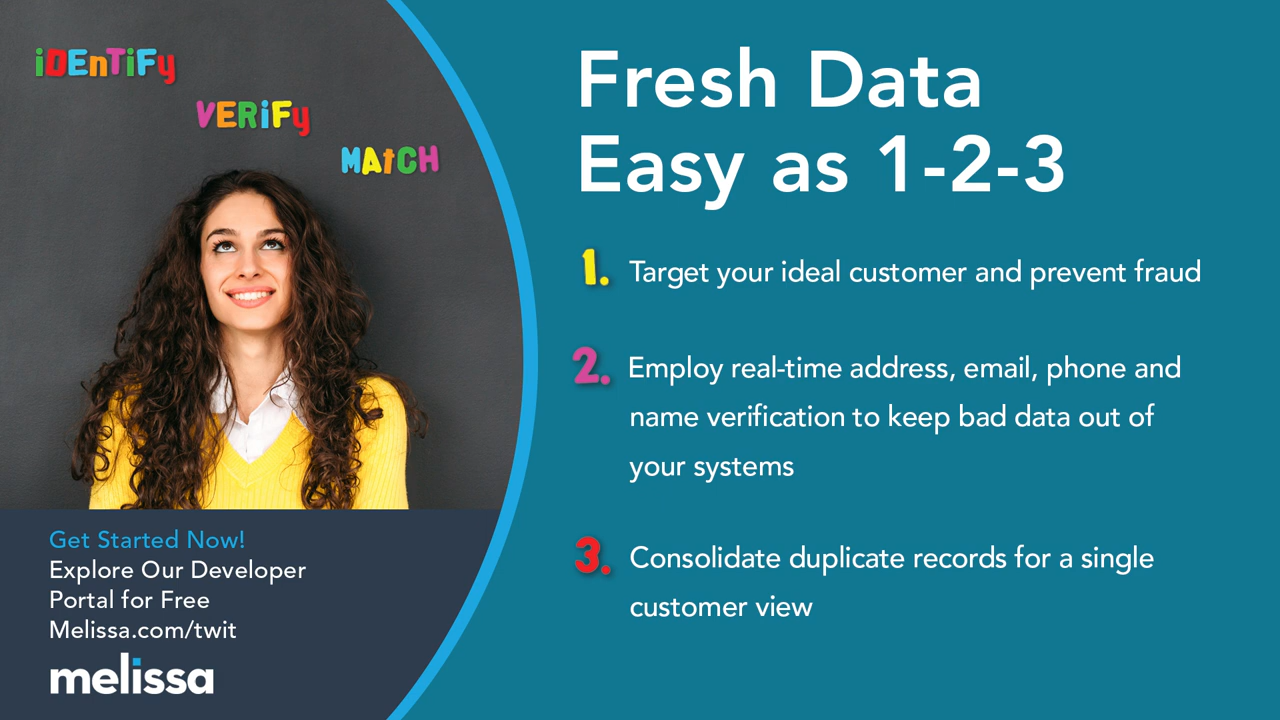 iDEnTiFy
VERiFy
MAtCH
Fresh Data
Easy as 1-2-3
1. Target your ideal customer and prevent fraud
2. Employ real-time address, email, phone and
name verification to keep bad data out of
your systems
3. Consolidate duplicate records for a single
customer view
Get Started Now!
Explore Our Developer
Portal for Free
Melissa.com/twit
melissa